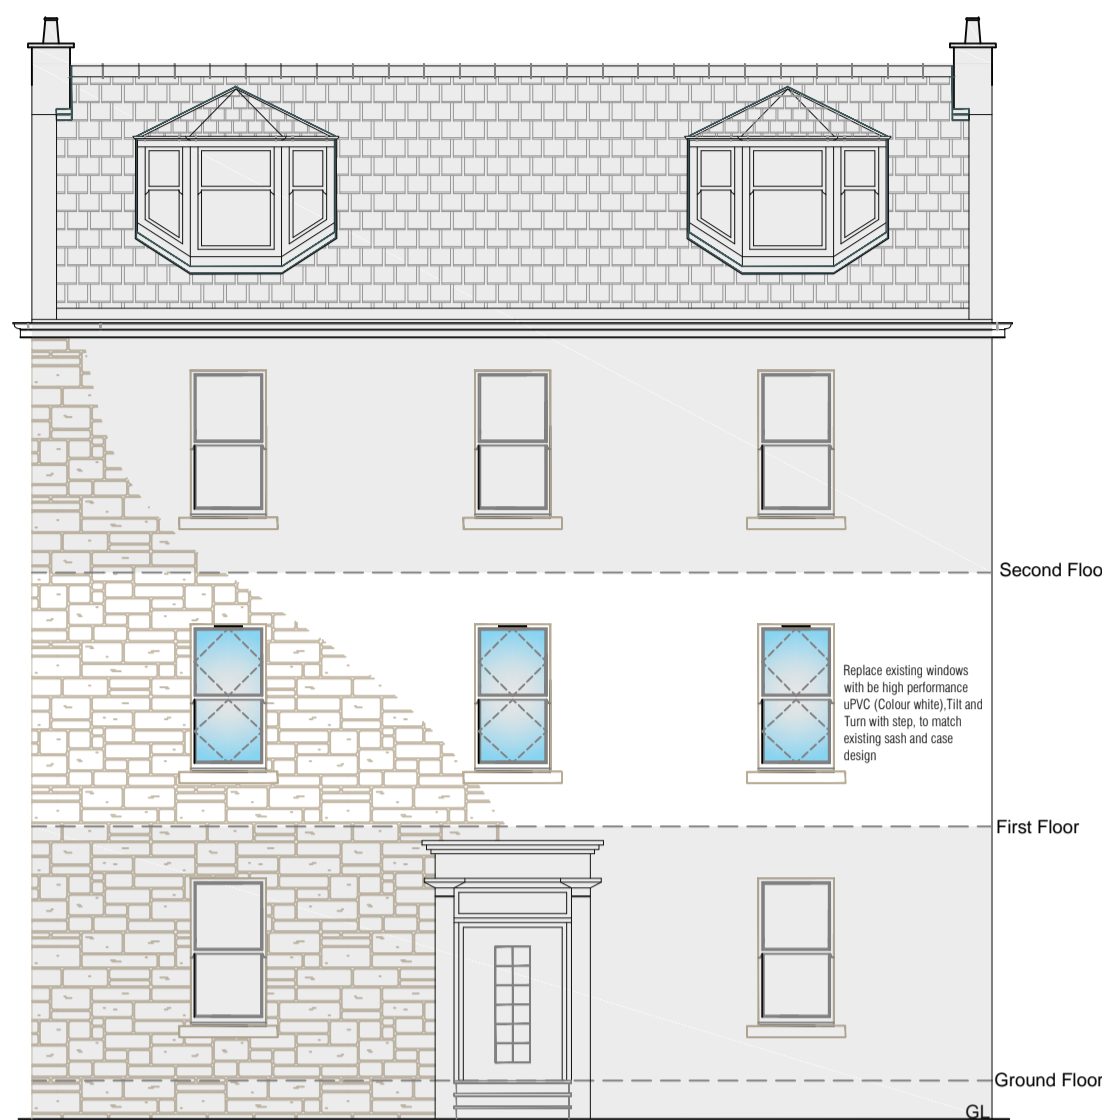 Second Floo
Replace existing windows
with be high performance
uPVC (Colour white),Tilt and
Turn with step, to match
existing sash and case
design
First Floor
Ground Floor
GL